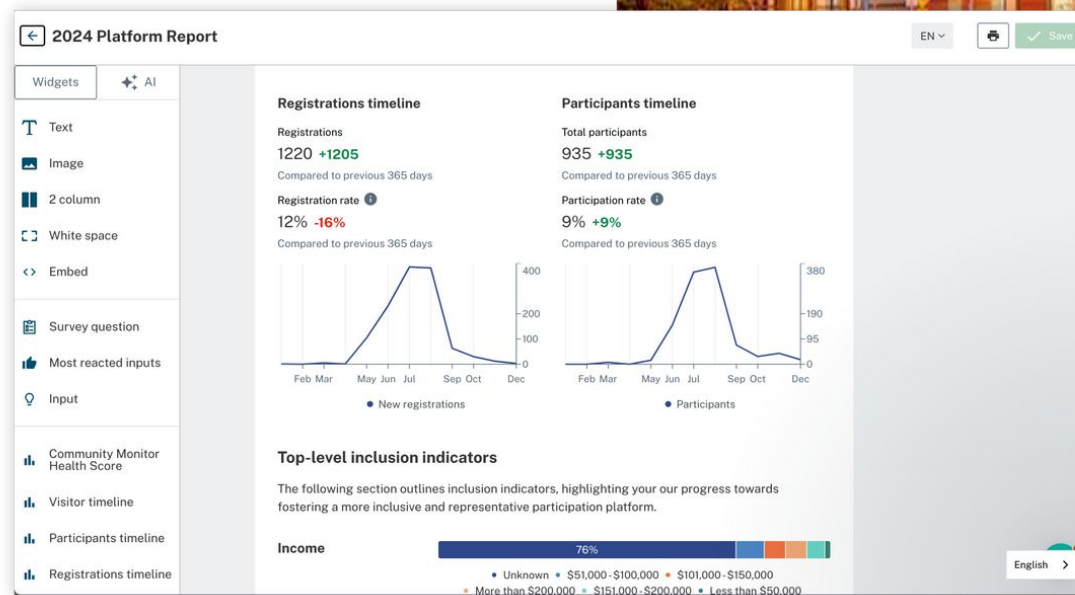 2024 Platform Report
EN
Save
Widgets
AI
Text
Image
2 column
White space
Embed
Survey question
Most reacted inputs
Input
Community Monitor
Health Score
Visitor timeline
Participants timeline
Registrations timeline
Registrations timeline
Registrations
1220 +1205
Compared to previous 365 days
Registration rate
12% -16%
Compared to previous 365 days
400
200
100
0
Feb Mar May Jun Jul Sep Oct Dec
New registrations
Participants timeline
Total participants
935 +935
Compared to previous 365 days
Participation rate
9% +9%
Compared to previous 365 days
380
190
95
0
Feb Mar May Jun Jul Sep Oct Dec
Participants
Top-level inclusion indicators
The following section outlines inclusion indicators, highlighting your our progress towards
fostering a more inclusive and representative participation platform.
Income
76%
Unknown $51,000-$100,000 $101,000-$150,000
More than $200,000 $151,000-$200,000 Less than $50,000
English